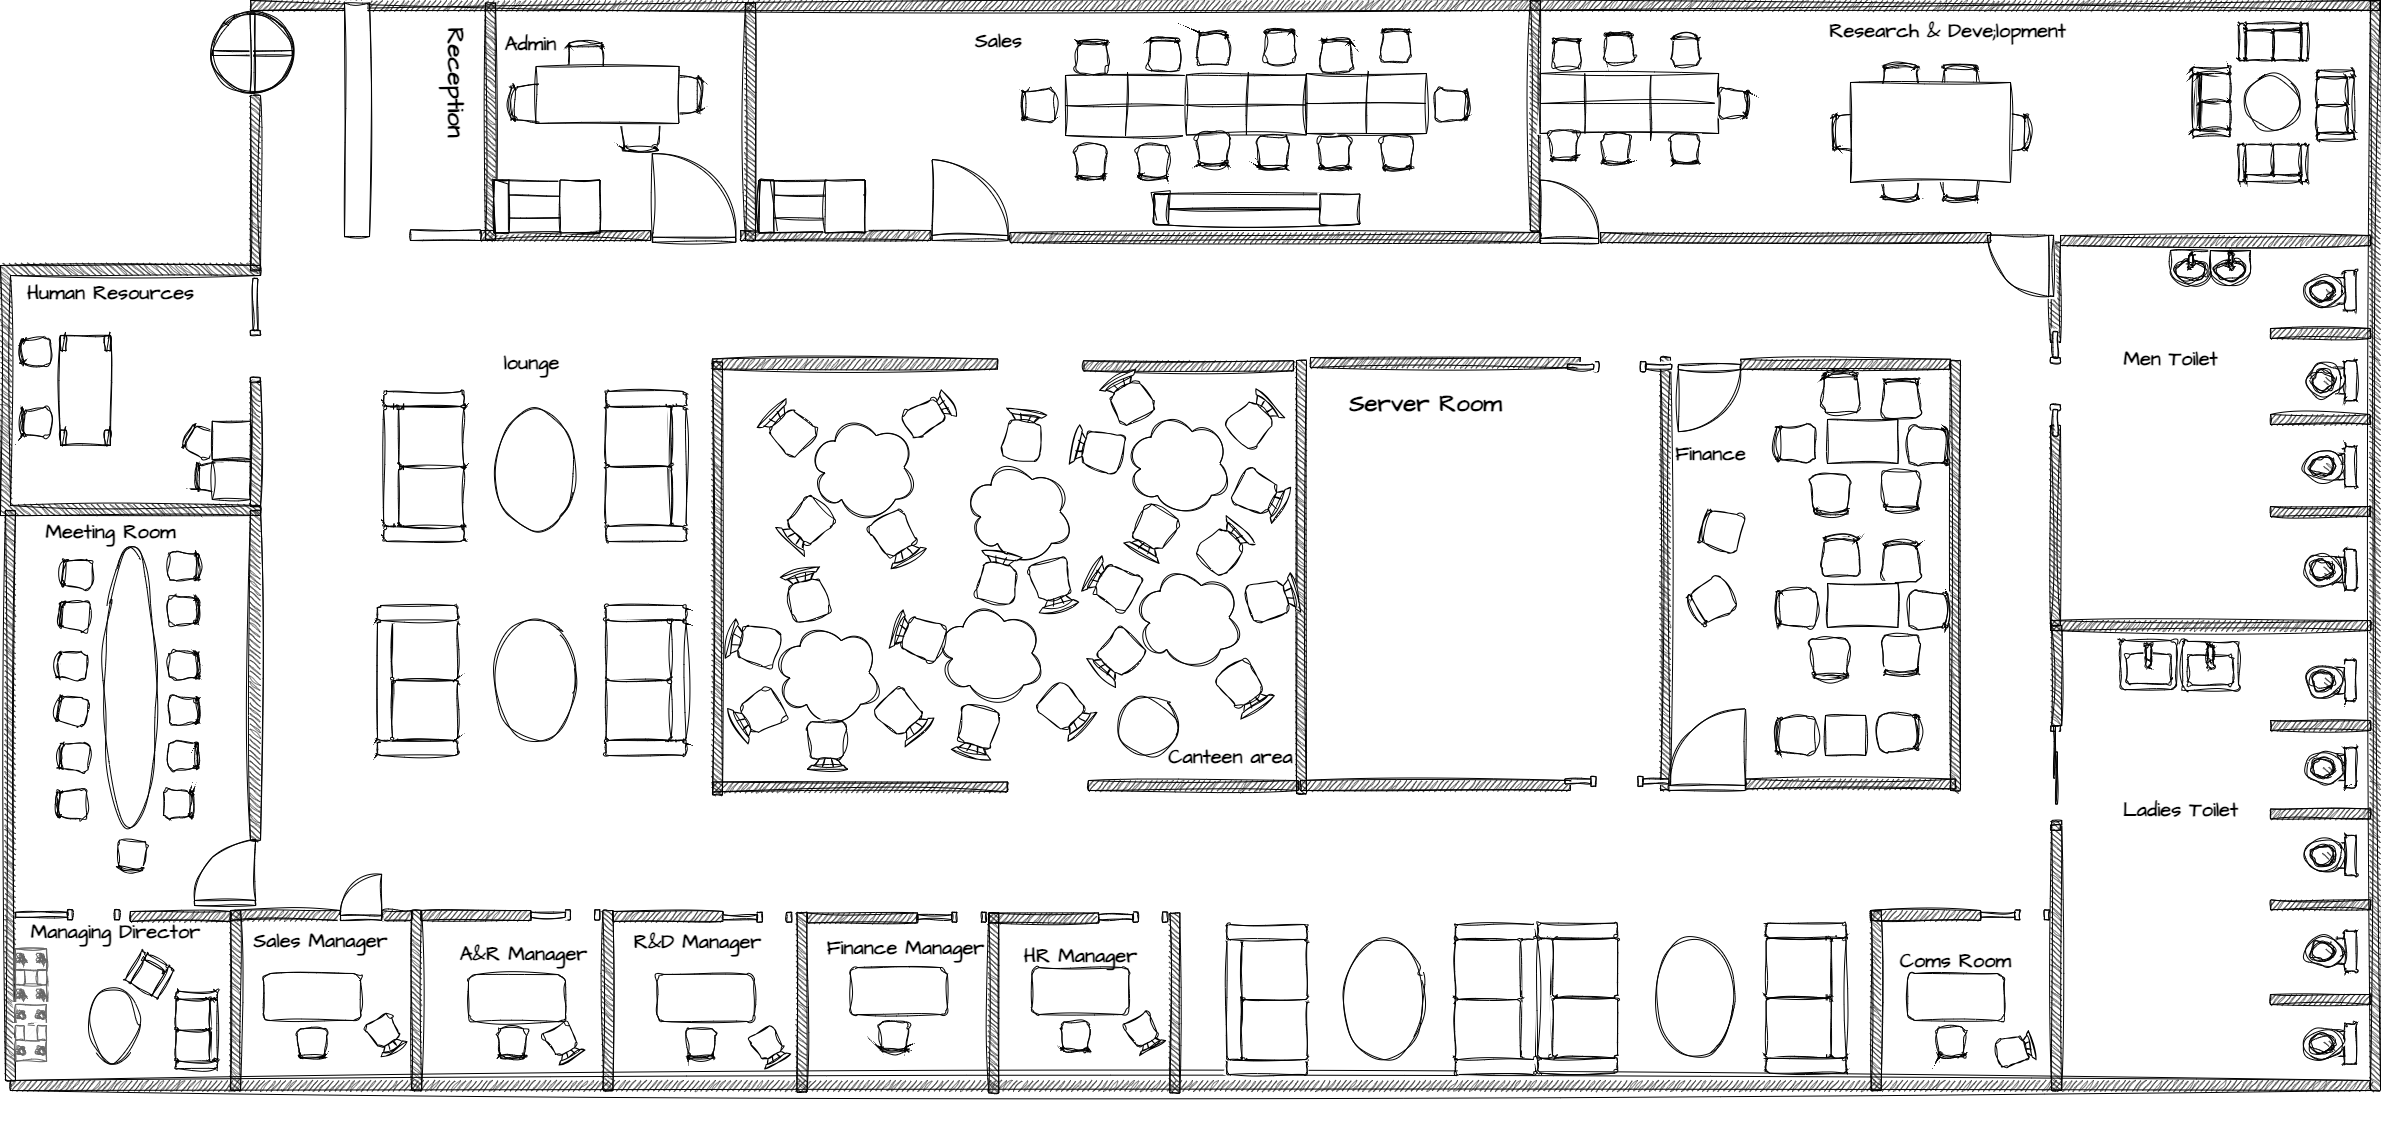 Reception
Admin
Sales
Research & Deve;lopment
Human Resources
lounge
Men Toilet
Server Room
Finance
Meeting Room
Canteen area
Ladies Toilet
Managing Director
Sales Manager
A&R Manager
R&D Manager
Finance Manager
HR Manager
Coms Room